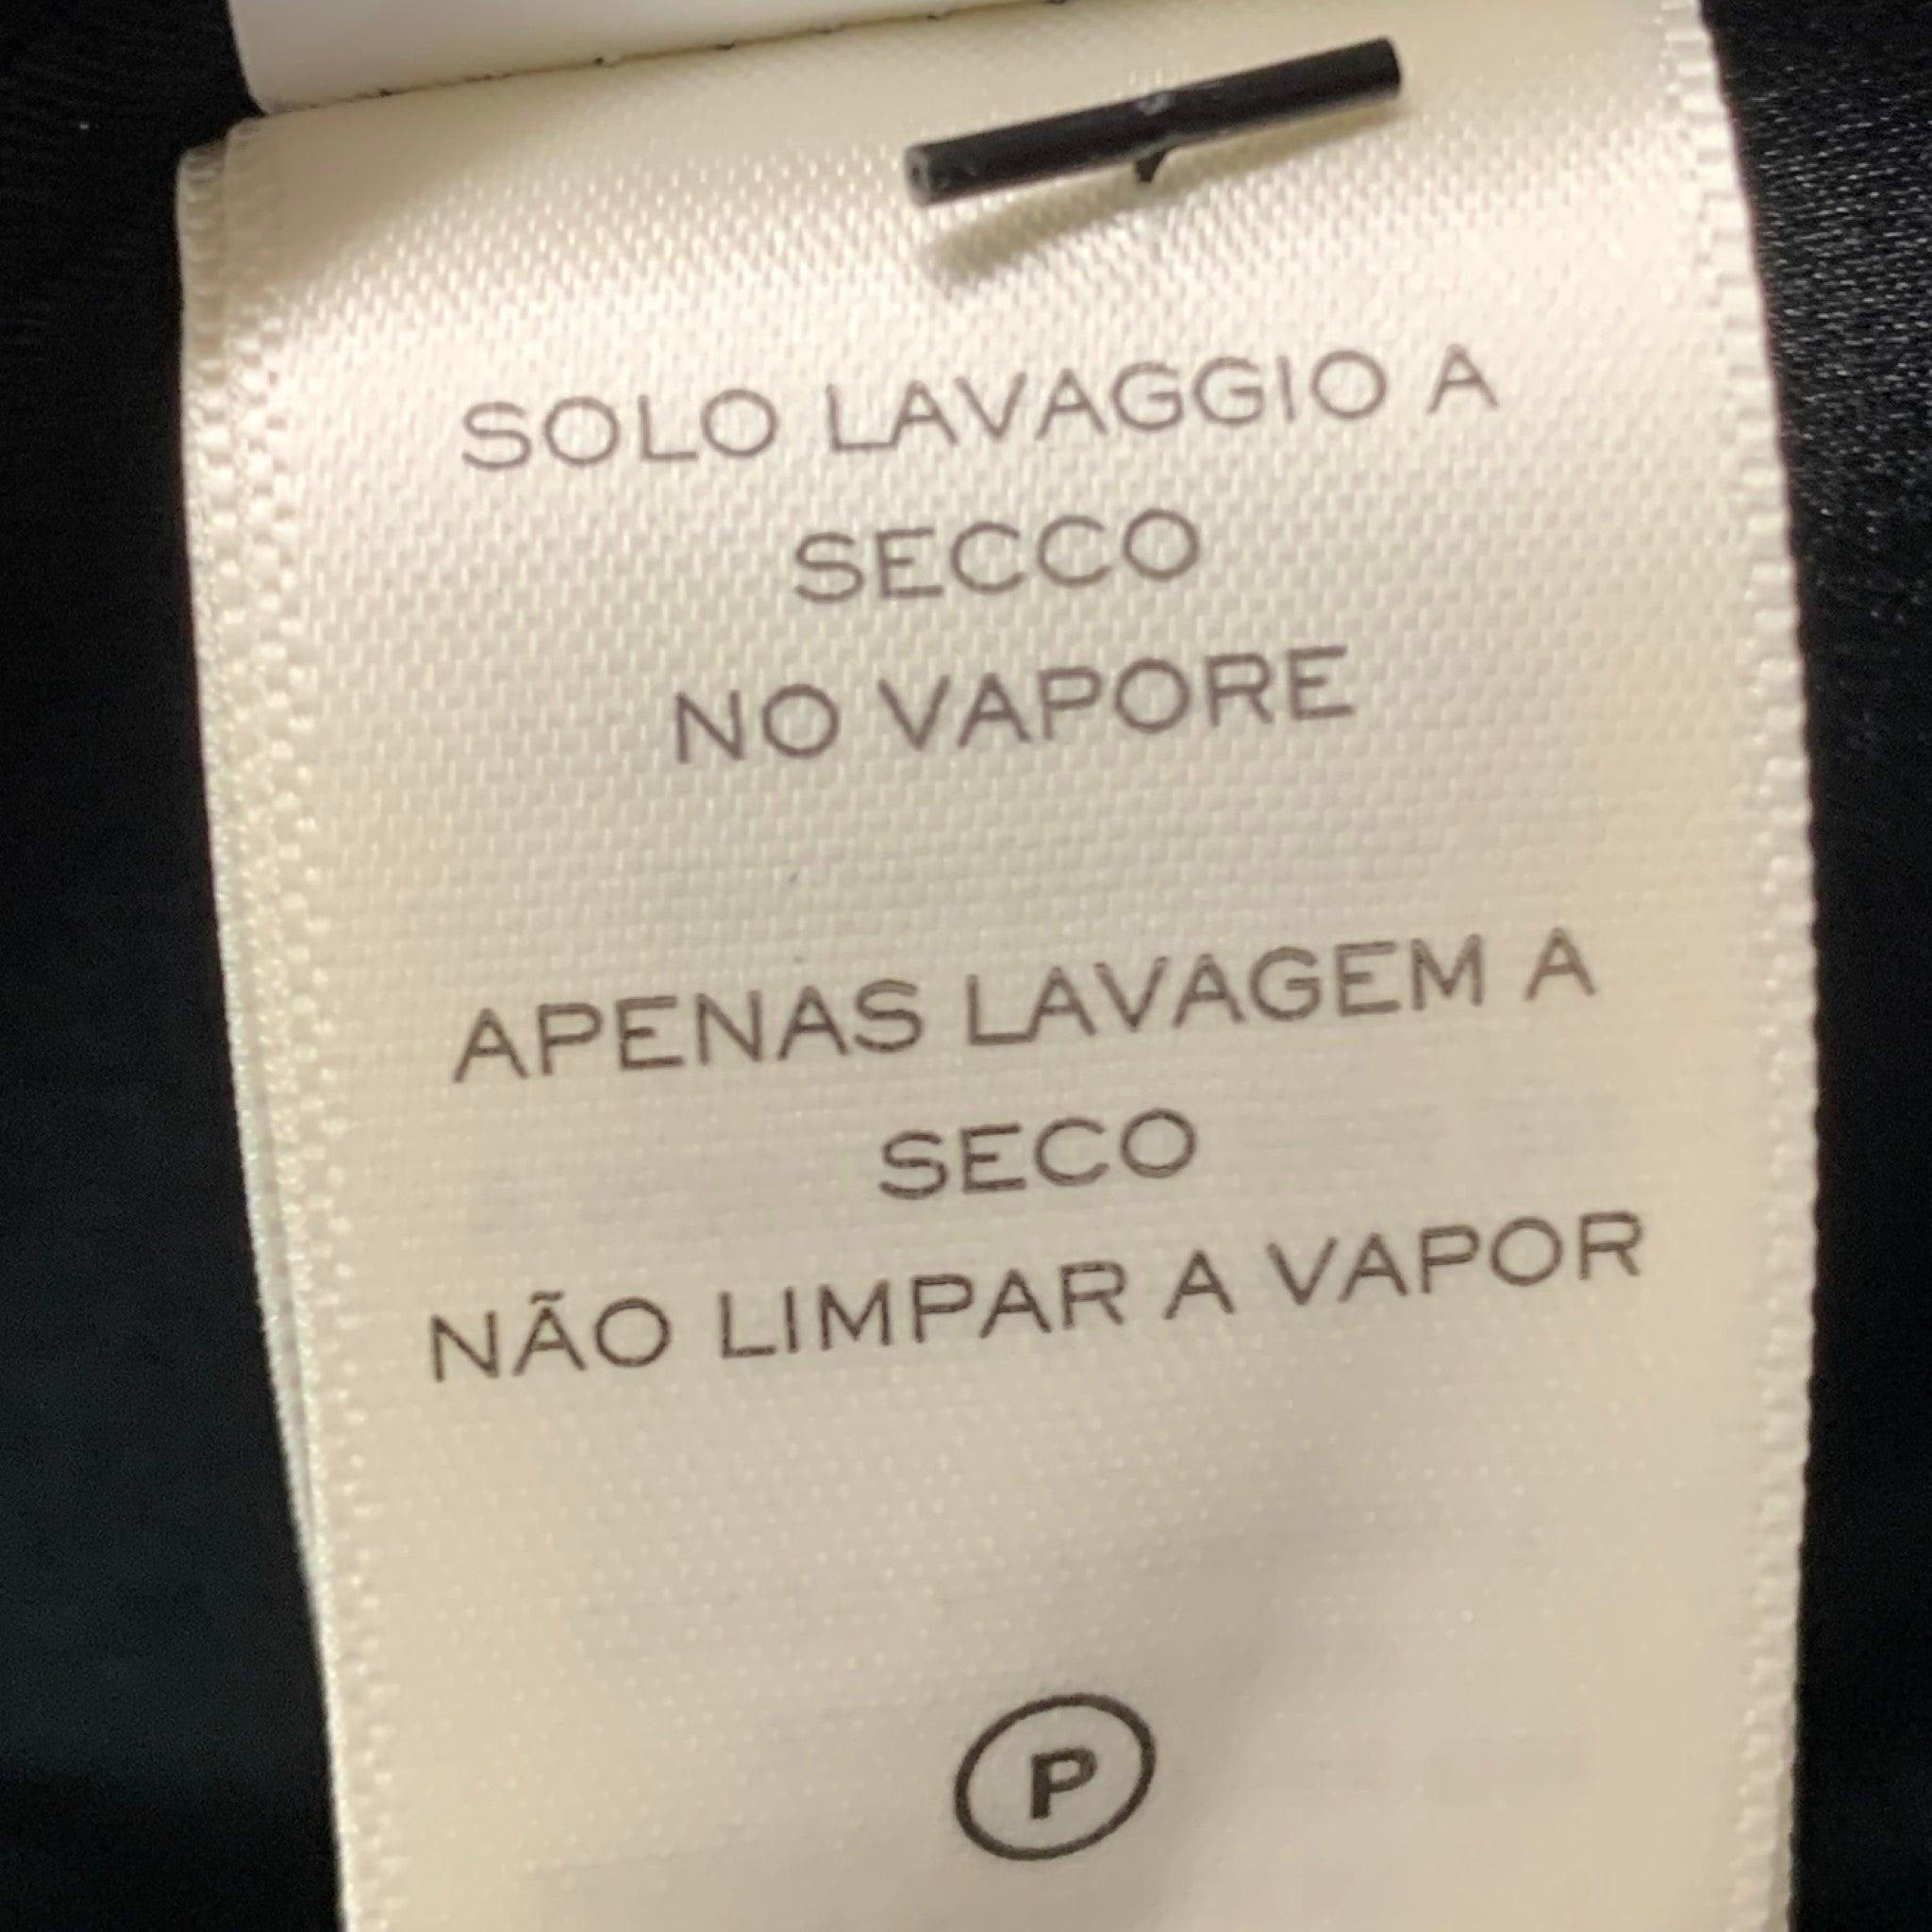 SOLO LAVAGGIO A
SECCO
NO VAPORE
APENAS LAVAGEM A
SECO
NÃO LIMPAR A VAPOR
P